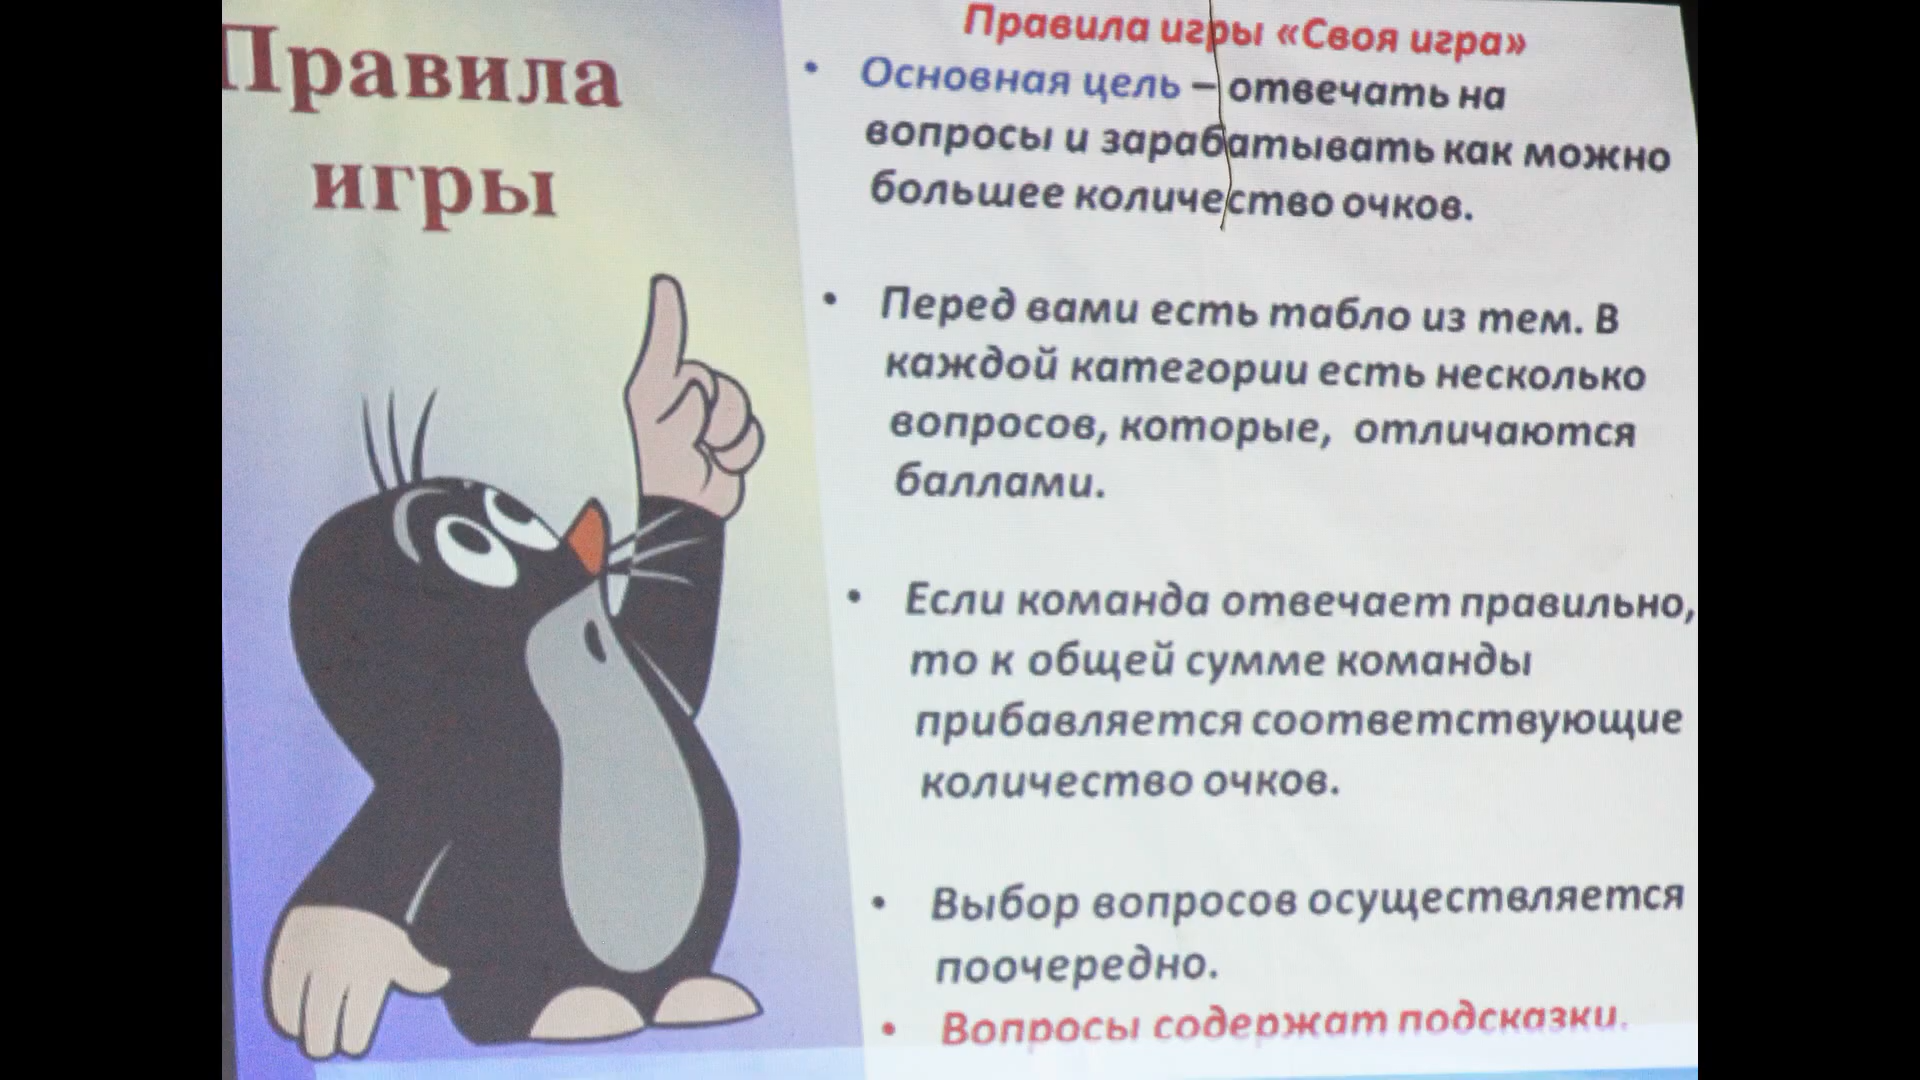 Правила
игры
Правила игры «Своя игра»
• Основная цель – отвечать на
вопросы и зарабатывать как можно
большее количество очков.
• Перед вами есть табло из тем. В
каждой категории есть несколько
вопросов, которые, отличаются
баллами.
• Если команда отвечает правильно,
то к общей сумме команды
прибавляется соответствующие
количество очков.
• Выбор вопросов осуществляется
поочередно.
• Вопросы содержат подсказки.